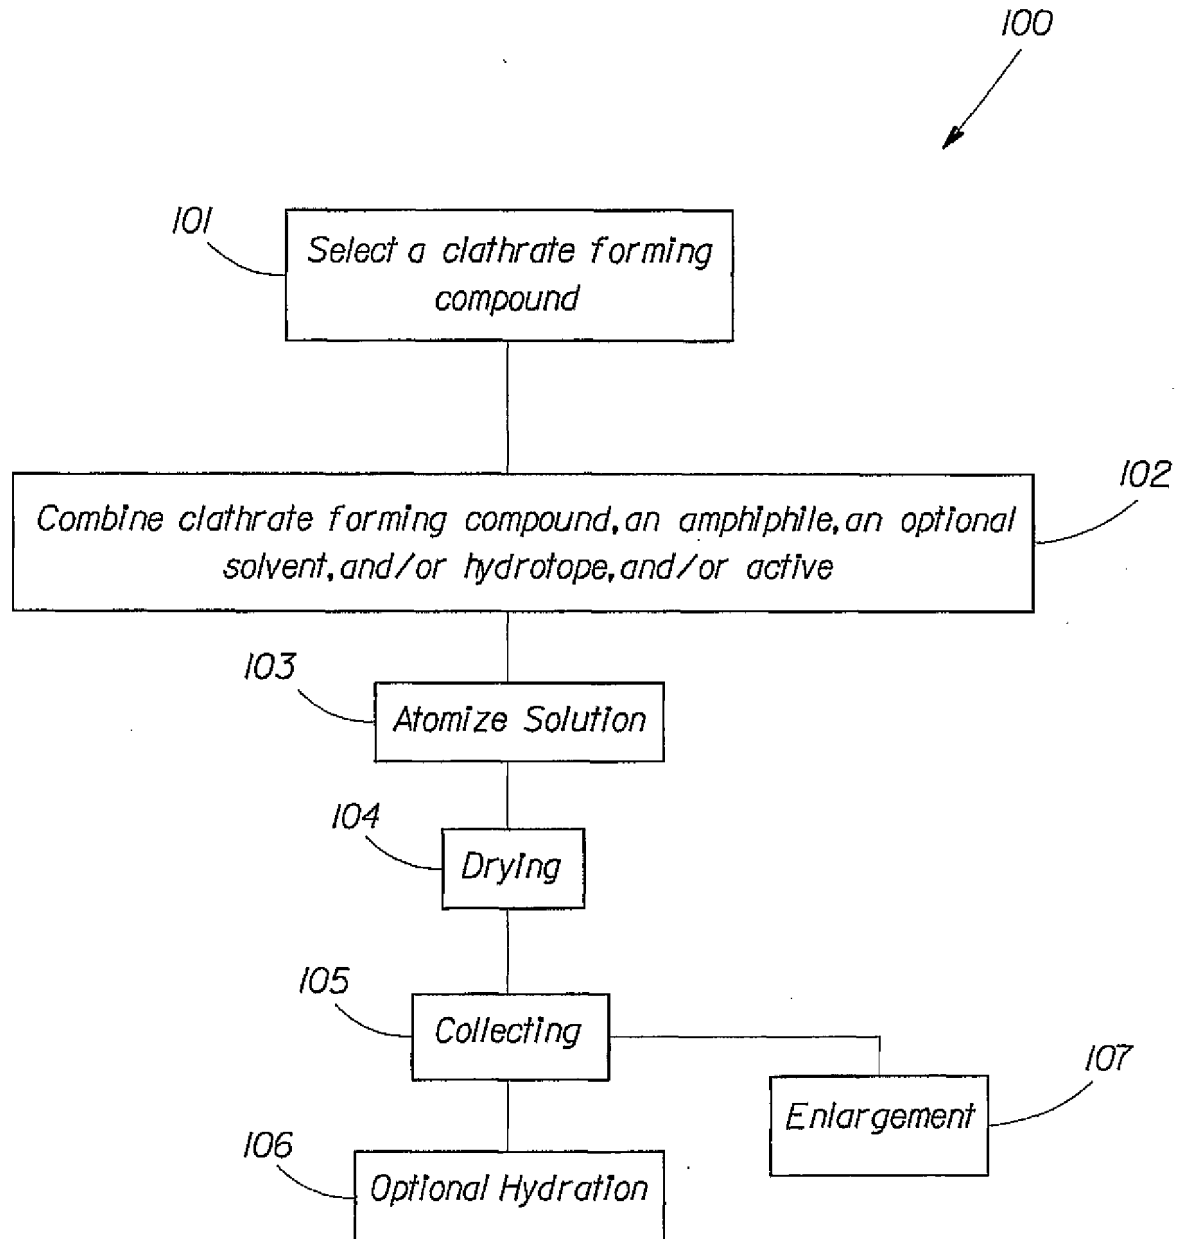 100
101
Select a clathrate forming
compound
102
Combine clathrate forming compound, an amphiphile, an optional
solvent, and/or hydrotope, and/or active
103
Atomize Solution
104
Drying
105
Collecting
107
Enlargement
106
Optional Hydration